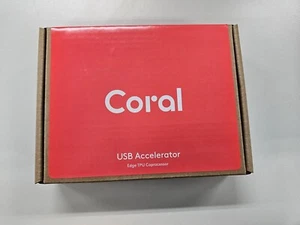 Coral
USB Accelerator
Edge TPU Coprocessor